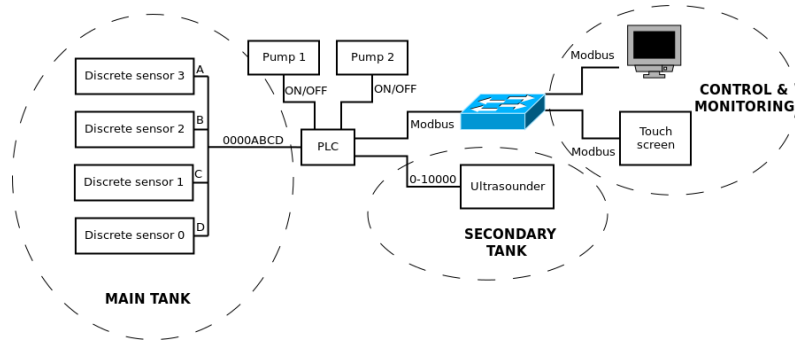 Pump 1
Pump 2
Modbus
Discrete sensor 3
A
ON/OFF
ON/OFF
CONTROL &
MONITORING
Discrete sensor 2
B
0000ABCD
PLC
Modbus
Touch
screen
Modbus
Discrete sensor 1
C
0-10000
Ultrasounder
Discrete sensor 0
D
SECONDARY
TANK
MAIN TANK